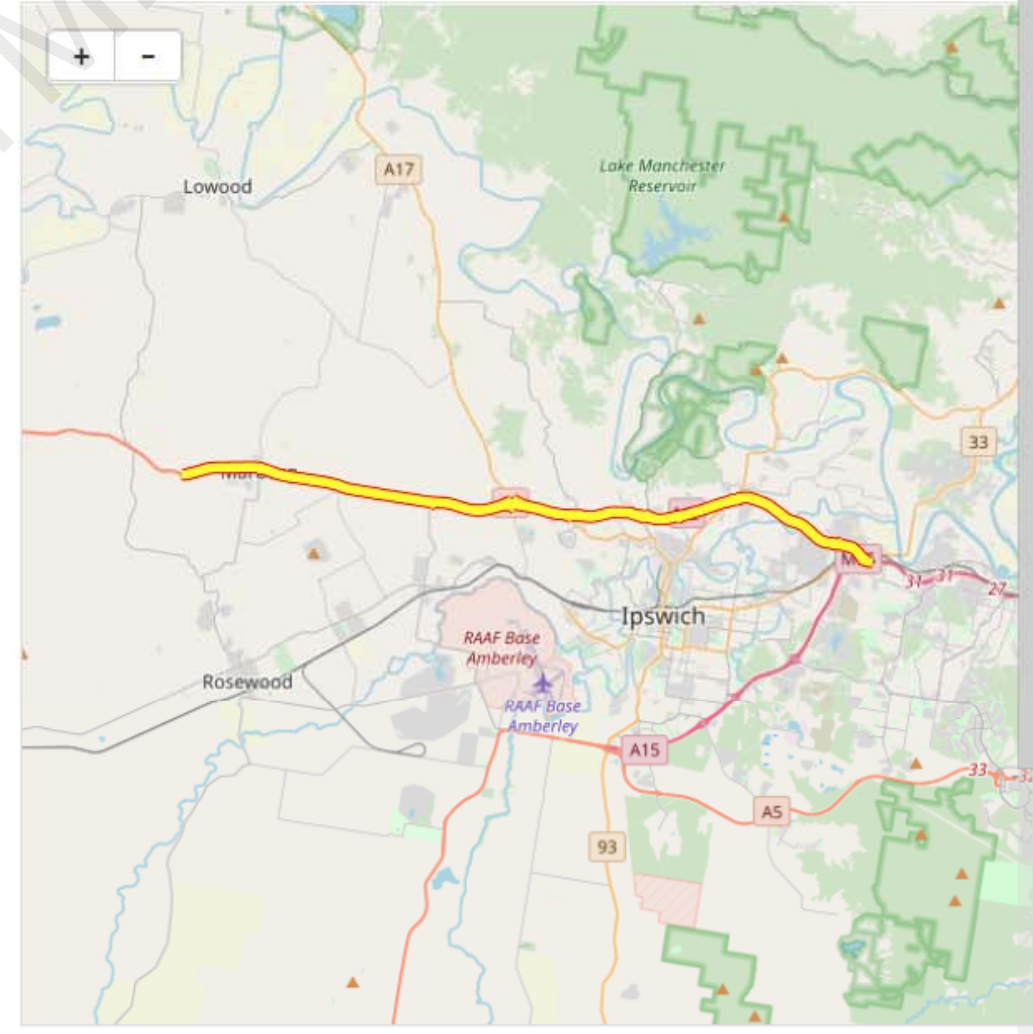 + -
A17
Lowood
Lake Manchester
Reservoir
33
31 31 27
Ipswich
RAAF Base
Amberley
Rosewood
RAAF Base
Amberley
A15
33
A5
93